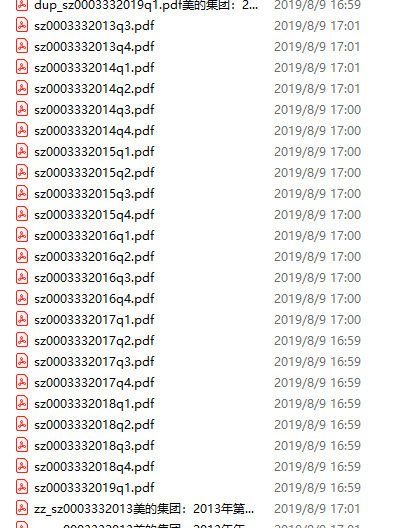 dup_sz0003332019q1.pdf美的集团：2... 2019/8/9 16:59
sz0003332013q3.pdf 2019/8/9 17:01
sz0003332013q4.pdf 2019/8/9 17:01
sz0003332014q1.pdf 2019/8/9 17:01
sz0003332014q2.pdf 2019/8/9 17:01
sz0003332014q3.pdf 2019/8/9 17:00
sz0003332014q4.pdf 2019/8/9 17:00
sz0003332015q1.pdf 2019/8/9 17:00
sz0003332015q2.pdf 2019/8/9 17:00
sz0003332015q3.pdf 2019/8/9 17:00
sz0003332015q4.pdf 2019/8/9 17:00
sz0003332016q1.pdf 2019/8/9 17:00
sz0003332016q2.pdf 2019/8/9 17:00
sz0003332016q3.pdf 2019/8/9 17:00
sz0003332016q4.pdf 2019/8/9 17:00
sz0003332017q1.pdf 2019/8/9 17:00
sz0003332017q2.pdf 2019/8/9 16:59
sz0003332017q3.pdf 2019/8/9 16:59
sz0003332017q4.pdf 2019/8/9 16:59
sz0003332018q1.pdf 2019/8/9 16:59
sz0003332018q2.pdf 2019/8/9 16:59
sz0003332018q3.pdf 2019/8/9 16:59
sz0003332018q4.pdf 2019/8/9 16:59
sz0003332019q1.pdf 2019/8/9 16:59
zz_sz0003332013美的集团：2013年第... 2019/8/9 17:01